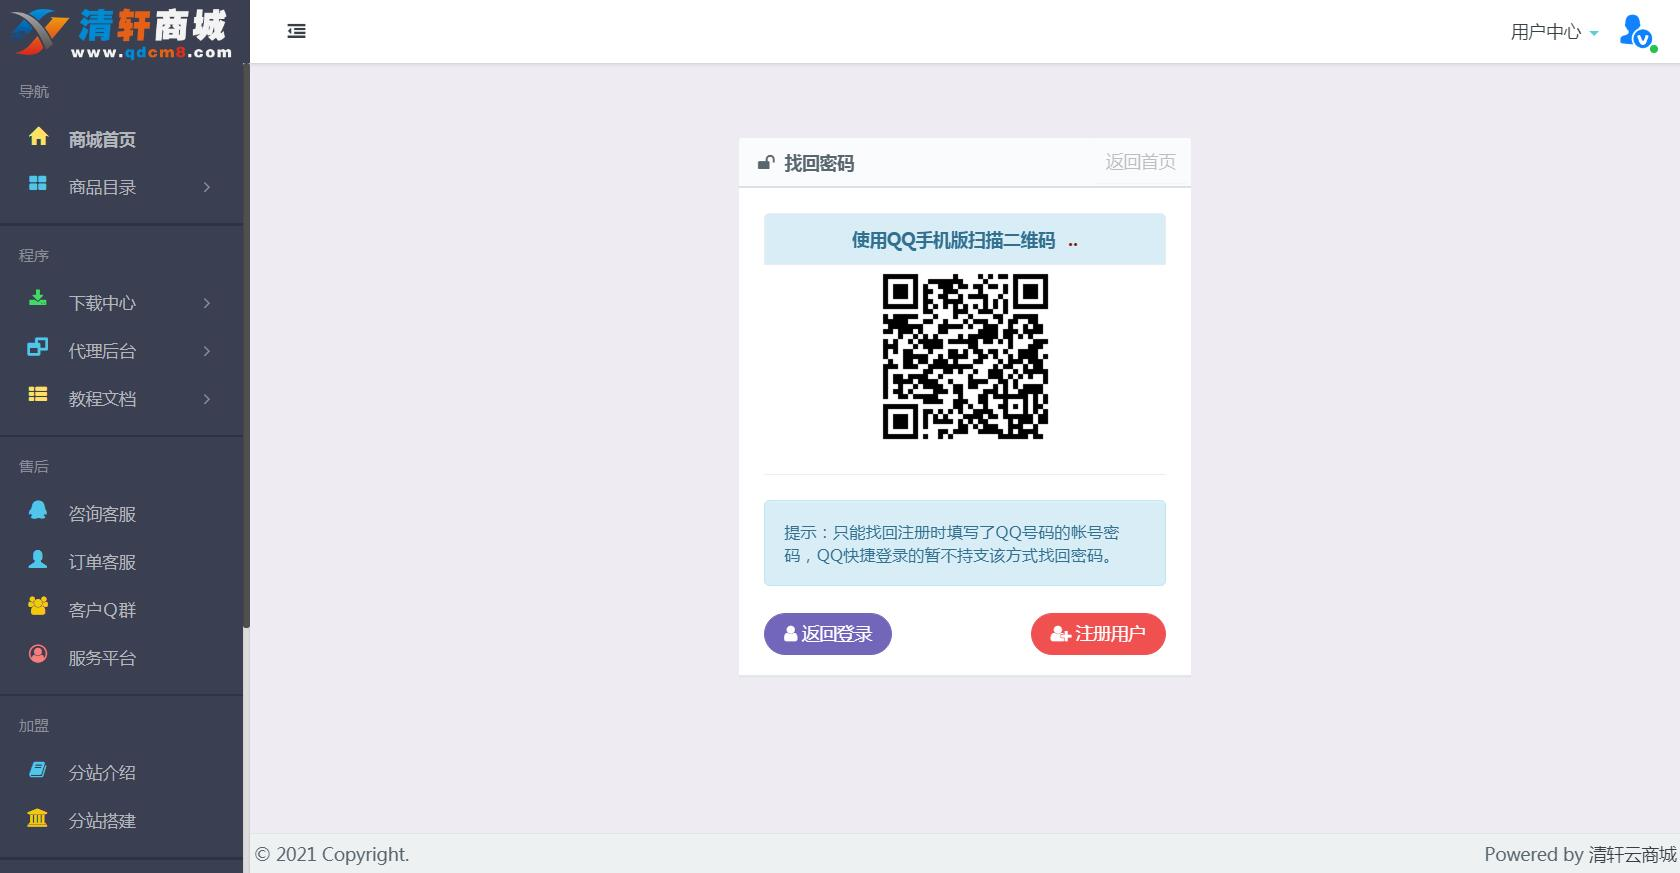 清轩商城
www.qdcm8.com
用户中心
导航
商城首页
商品目录
程序
下载中心
代理后台
教程文档
售后
咨询客服
订单客服
客户Q群
服务平台
加盟
分站介绍
分站搭建
找回密码 返回首页
使用QQ手机版扫描二维码 ..
提示：只能找回注册时填写了QQ号码的帐号密
码，QQ快捷登录的暂不持支该方式找回密码。
返回登录 注册用户
© 2021 Copyright. Powered by 清轩云商城